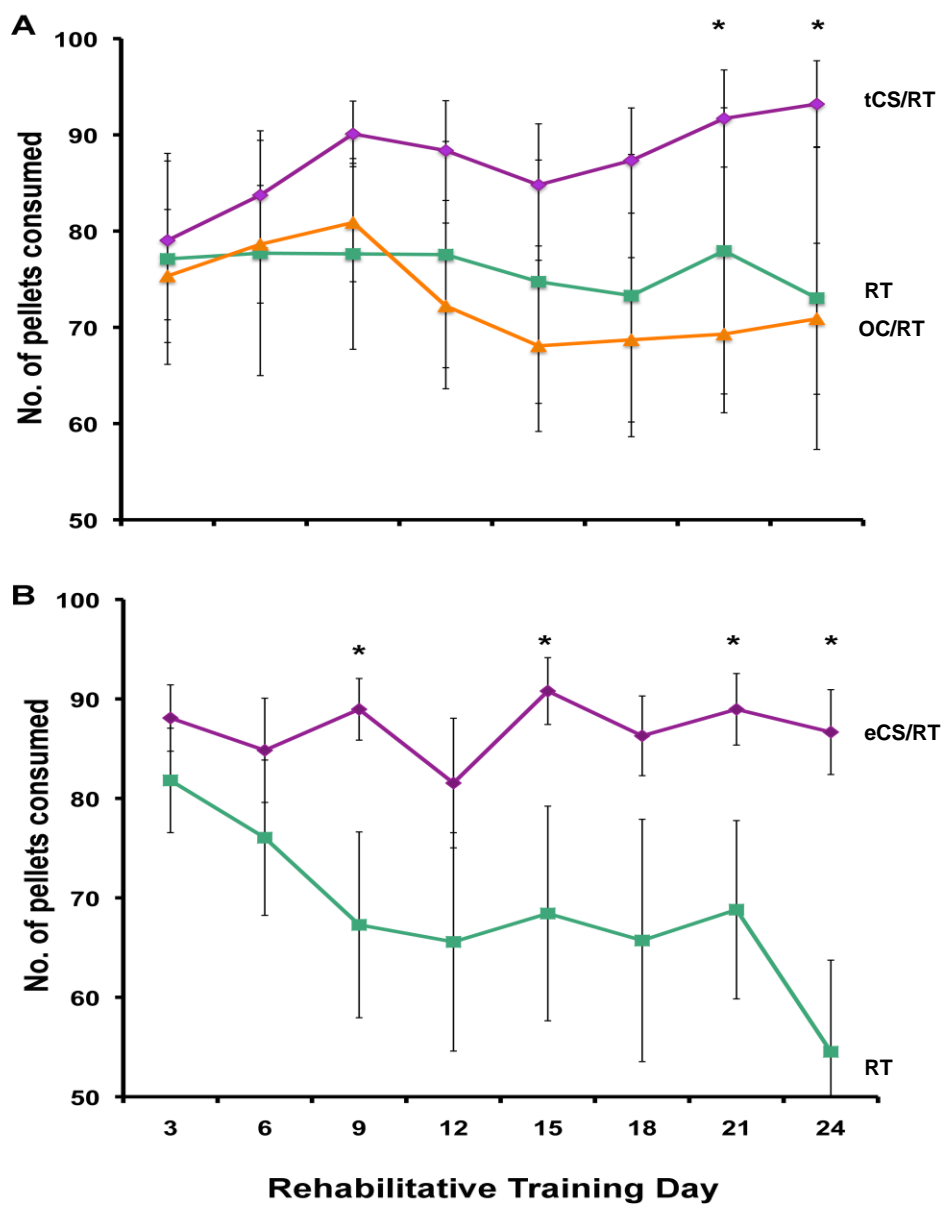 A
* *
100
tCS/RT
90
No. of pellets consumed
80
RT
70
OC/RT
60
50
B
100
* * * *
90
eCS/RT
No. of pellets consumed
80
70
60
RT
50
3 6 9 12 15 18 21 24
Rehabilitative Training Day